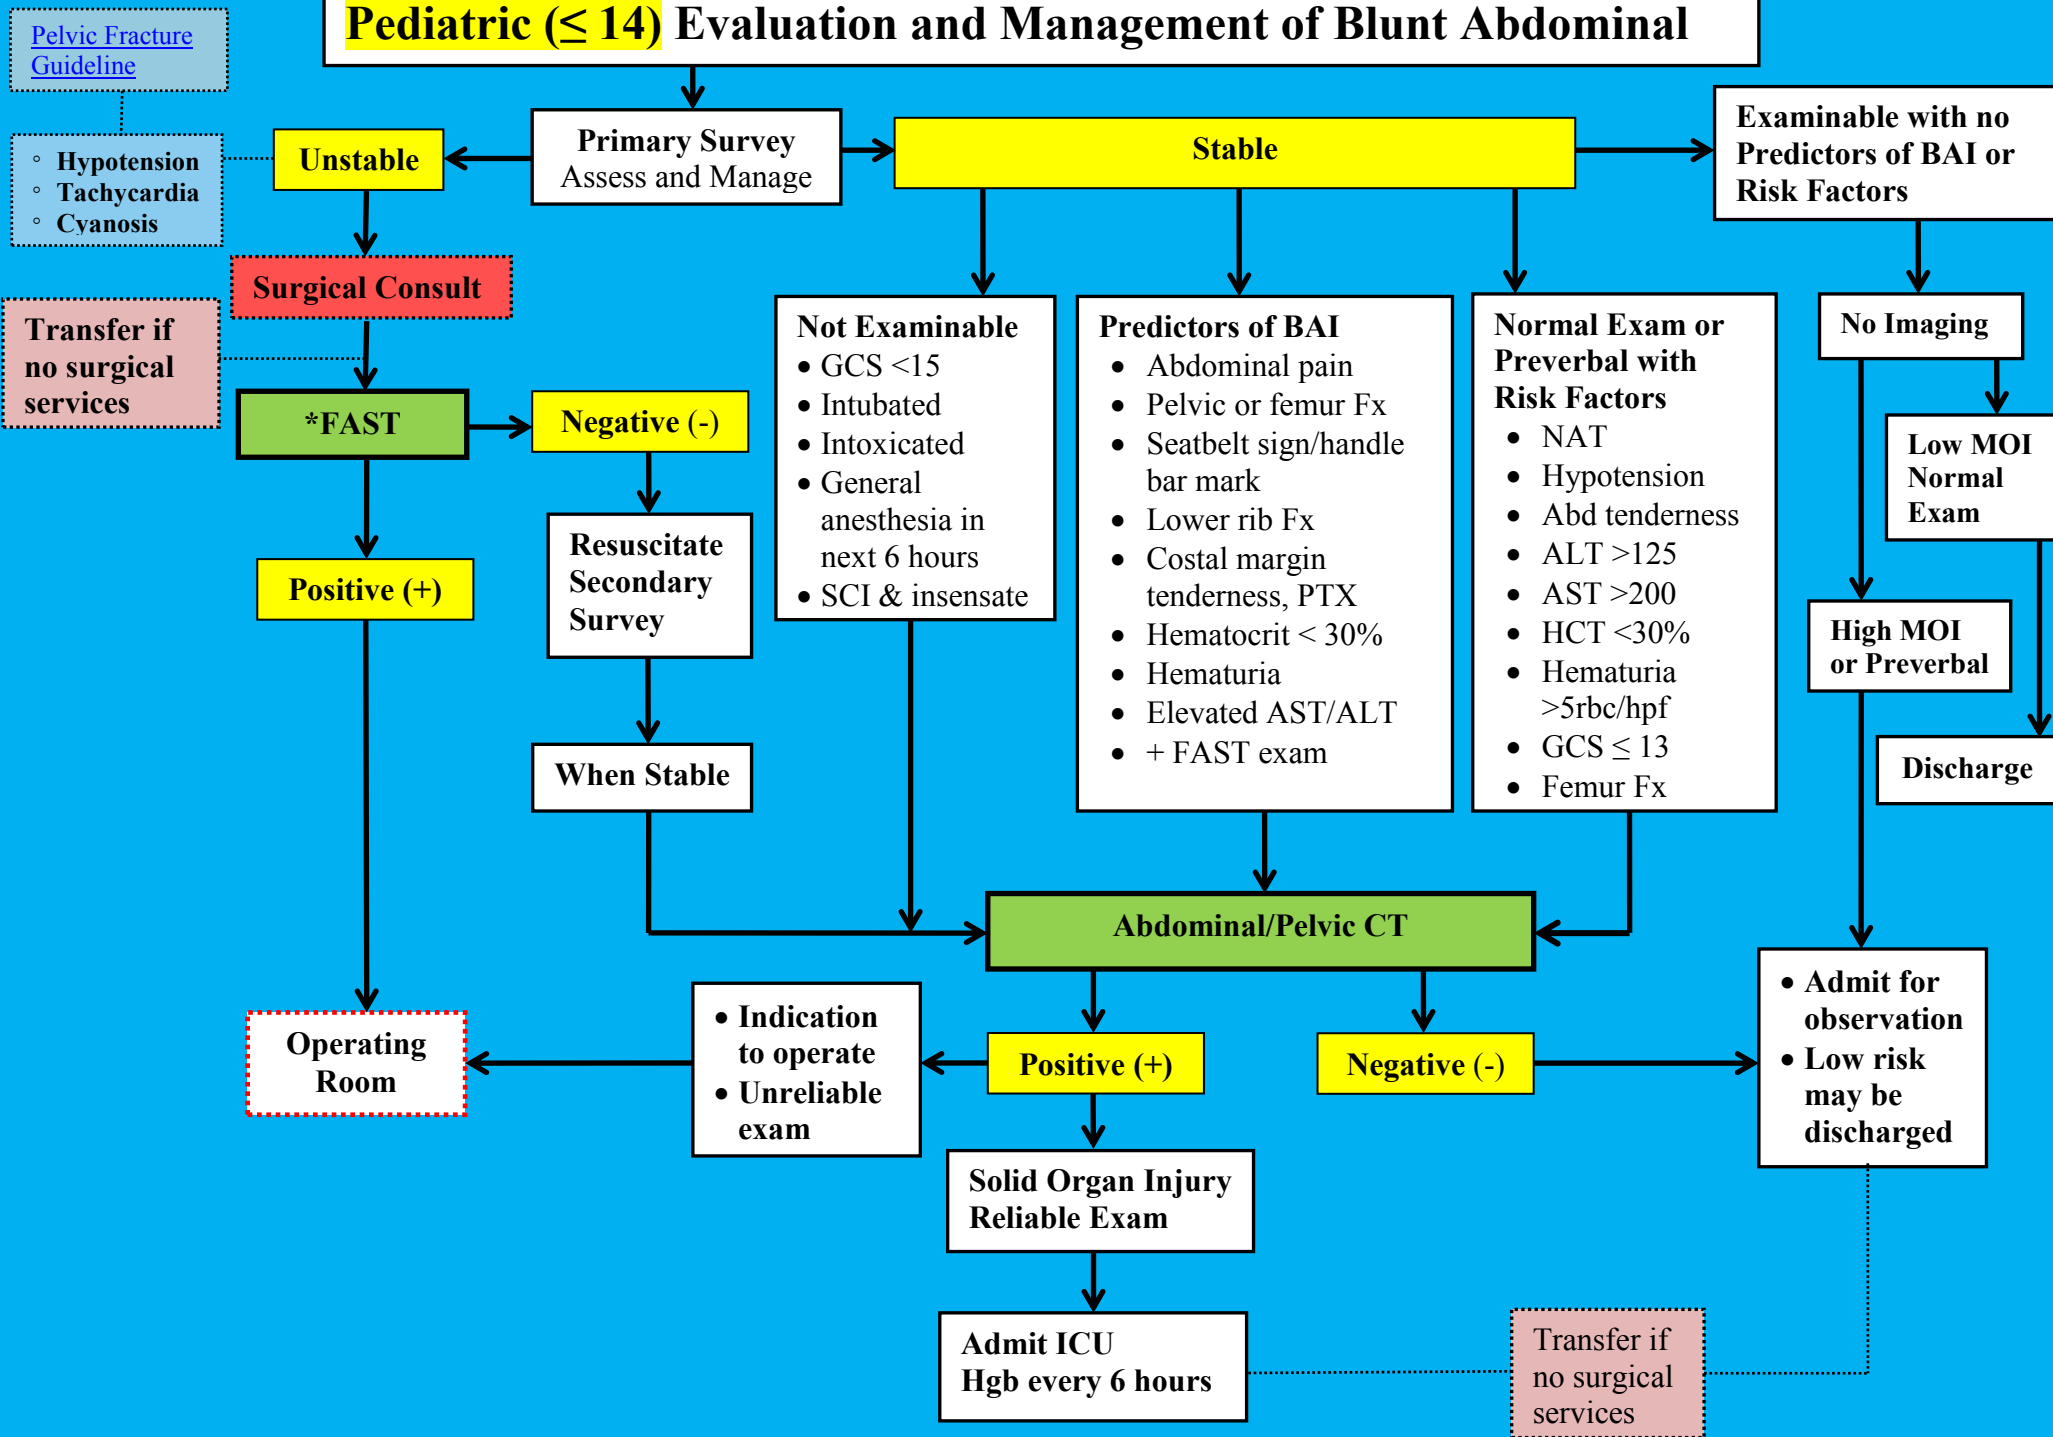 Pediatric (≤ 14) Evaluation and Management of Blunt Abdominal
Pelvic Fracture
Guideline
◦ Hypotension
◦ Tachycardia
◦ Cyanosis
Unstable
Primary Survey
Assess and Manage
Stable
Examinable with no
Predictors of BAI or
Risk Factors
Surgical Consult
Transfer if
no surgical
services
*FAST
Negative (-)
Positive (+)
Resuscitate
Secondary
Survey
When Stable
Not Examinable
• GCS <15
• Intubated
• Intoxicated
• General
anesthesia in
next 6 hours
• SCI & insensate
Predictors of BAI
• Abdominal pain
• Pelvic or femur Fx
• Seatbelt sign/handle
bar mark
• Lower rib Fx
• Costal margin
tenderness, PTX
• Hematocrit < 30%
• Hematuria
• Elevated AST/ALT
• + FAST exam
Normal Exam or
Preverbal with
Risk Factors
• NAT
• Hypotension
• Abd tenderness
• ALT >125
• AST >200
• HCT <30%
• Hematuria
>5rbc/hpf
• GCS ≤ 13
• Femur Fx
No Imaging
Low MOI
Normal
Exam
High MOI
or Preverbal
Discharge
Abdominal/Pelvic CT
Operating
Room
• Indication
to operate
• Unreliable
exam
Positive (+)
Negative (-)
• Admit for
observation
• Low risk
may be
discharged
Solid Organ Injury
Reliable Exam
Admit ICU
Hgb every 6 hours
Transfer if
no surgical
services